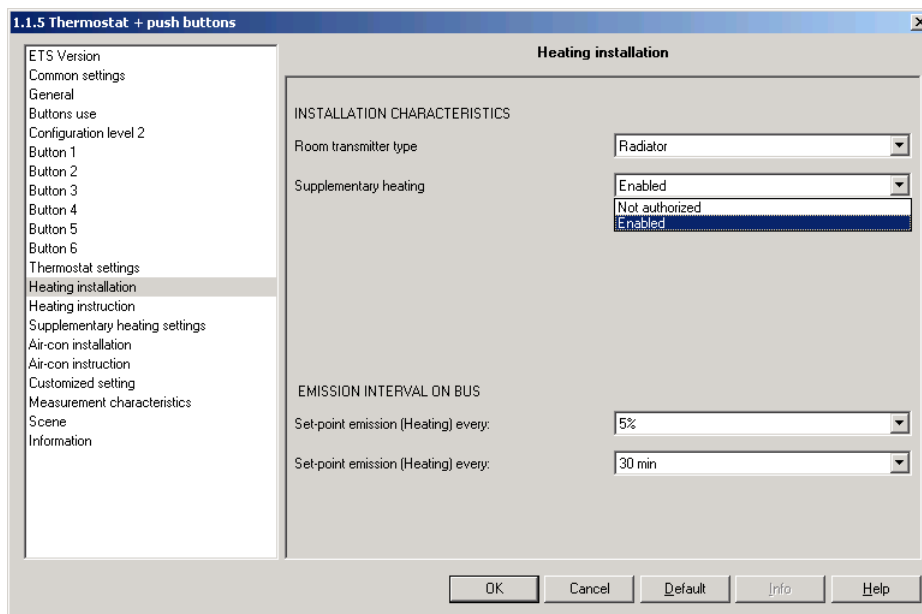 1.1.5 Thermostat + push buttons
ETS Version
Common settings
General
Buttons use
Configuration level 2
Button 1
Button 2
Button 3
Button 4
Button 5
Button 6
Thermostat settings
Heating installation
Heating instruction
Supplementary heating settings
Air-con installation
Air-con instruction
Customized setting
Measurement characteristics
Scene
Information
Heating installation
INSTALLATION CHARACTERISTICS
Room transmitter type Radiator
Supplementary heating Enabled
Not authorized
Enabled
EMISSION INTERVAL ON BUS
Set-point emission (Heating) every: 5%
Set-point emission (Heating) every: 30 min
OK Cancel Default Info Help